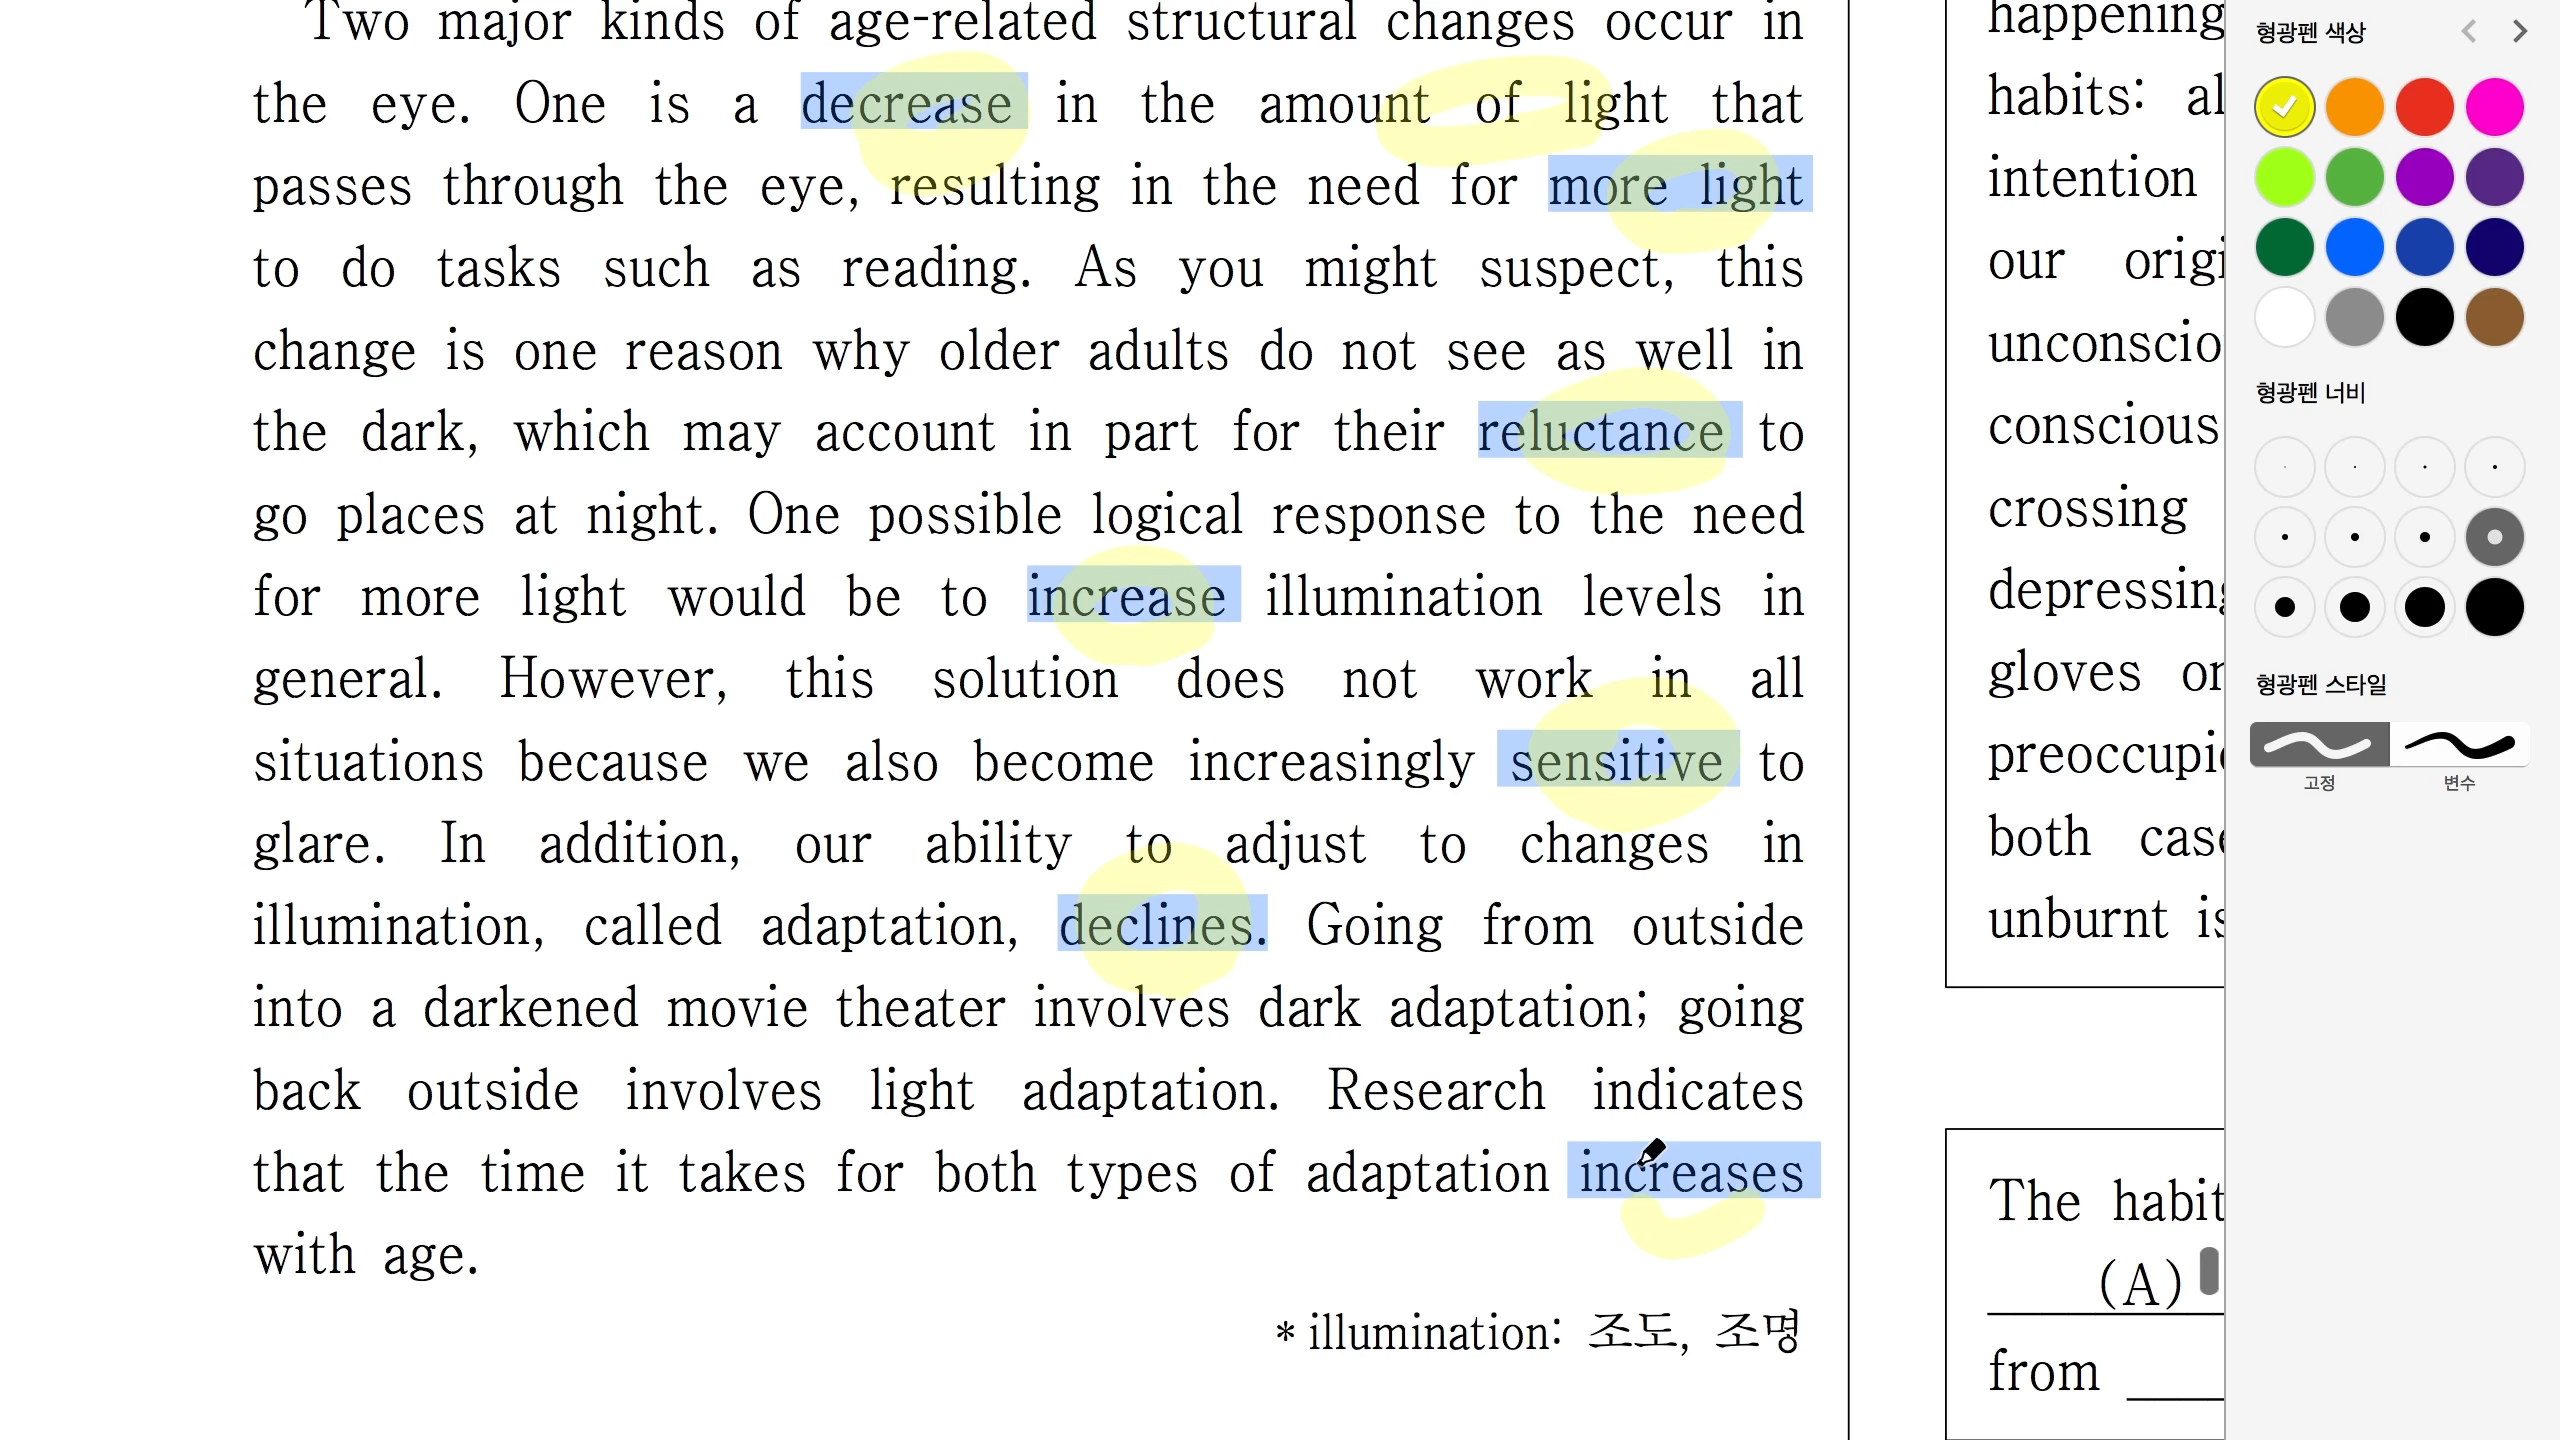 Two major kinds of age-related structural changes occur in
the eye. One is a decrease in the amount of light that
passes through the eye, resulting in the need for more light
to do tasks such as reading. As you might suspect, this
change is one reason why older adults do not see as well in
the dark, which may account in part for their reluctance to
go places at night. One possible logical response to the need
for more light would be to increase illumination levels in
general. However, this solution does not work in all
situations because we also become increasingly sensitive to
glare. In addition, our ability to adjust to changes in
illumination, called adaptation, declines. Going from outside
into a darkened movie theater involves dark adaptation; going
back outside involves light adaptation. Research indicates
that the time it takes for both types of adaptation increases
with age.
* illumination: 조도, 조명
happening
habits: al
intention
our origi
unconscio
conscious
crossing
depressing
gloves or
preoccupie
both case
unburnt is
The habit
(A)
from
형광펜 색상
형광펜 너비
형광펜 스타일
고정 변수